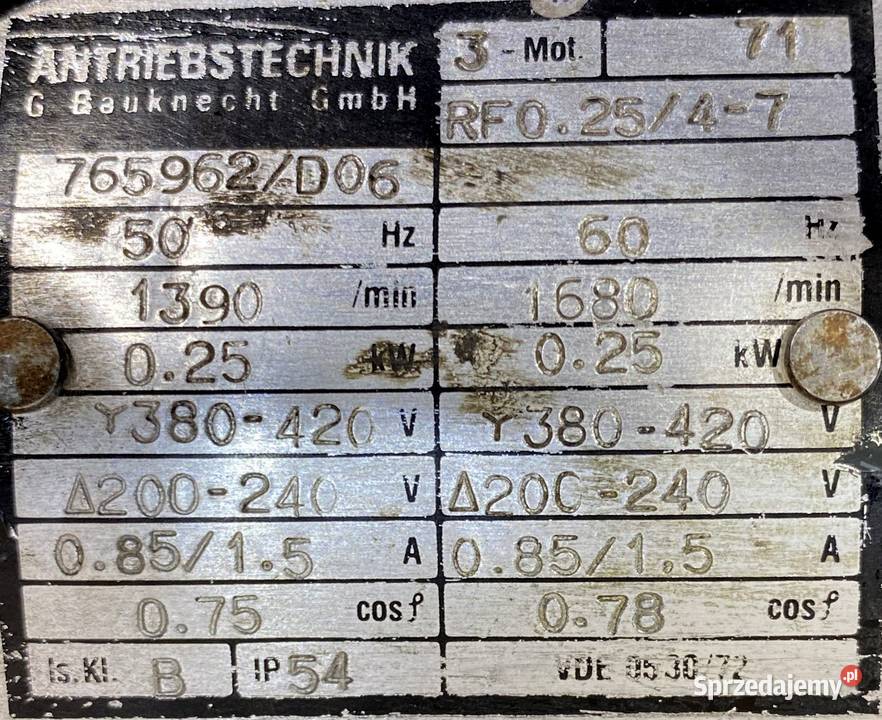 ANTRIEBSTECHNIK
G Bauknecht GmbH
3 - Mot. 71
RF0.25/4-7
765962/D06
50 Hz 60 Hz
1390 /min 1680 /min
0.25 kW 0.25 kW
Y380-420 V Y380-420 V
Δ200-240 V Δ200-240 V
0.85/1.5 A 0.85/1.5 A
0.75 cosφ 0.78 cosφ
Is.Kl. B IP 54 VDE 0530/72
Sprzedajemy.pl